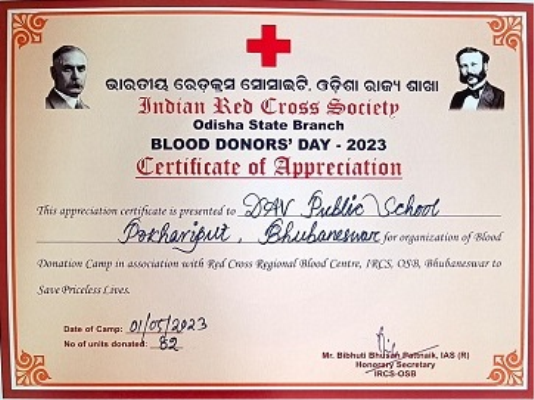 ଭାରତୀୟ ରେଡ଼କ୍ରସ ସୋସାଇଟି, ଓଡ଼ିଶା ରାଜ୍ୟ ଶାଖା
Indian Red Cross Society
Odisha State Branch
BLOOD DONORS' DAY - 2023
Certificate of Appreciation
This appreciation certificate is presented to DAV Public School
Pokhariput, Bhubaneswar for organization of Blood
Donation Camp in association with Red Cross Regional Blood Centre, IRCS, OSB, Bhubaneswar to
Save Priceless Lives.
Date of Camp: 01/05/2023
No of units donated: 82
Mr. Bibhuti Bhusan Pattnaik, IAS (R)
Honorary Secretary
IRCS-OSB